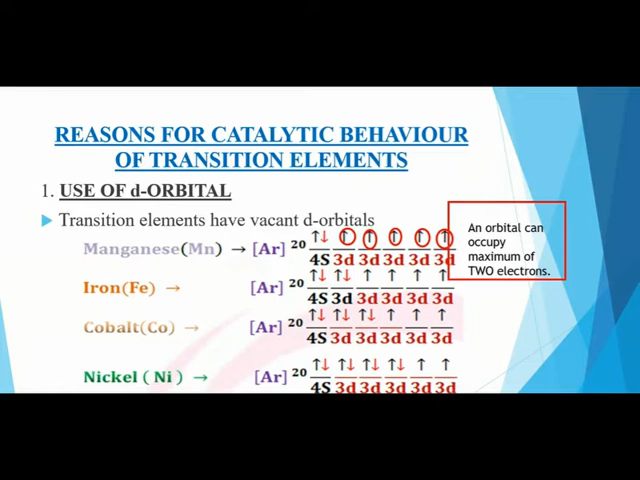 REASONS FOR CATALYTIC BEHAVIOUR
OF TRANSITION ELEMENTS
1. USE OF d-ORBITAL
Transition elements have vacant d-orbitals
An orbital can
occupy
maximum of
TWO electrons.
Manganese(Mn) → [Ar] 20 ↑↓ ↑ ↑ ↑ ↑ ↑
4S 3d 3d 3d 3d 3d
Iron(Fe) → [Ar] 20 ↑↓ ↑↓ ↑ ↑ ↑ ↑
4S 3d 3d 3d 3d 3d
Cobalt(Co) → [Ar] 20 ↑↓ ↑↓ ↑↓ ↑ ↑ ↑
4S 3d 3d 3d 3d 3d
Nickel ( Ni ) → [Ar] 20 ↑↓ ↑↓ ↑↓ ↑↓ ↑ ↑
4S 3d 3d 3d 3d 3d